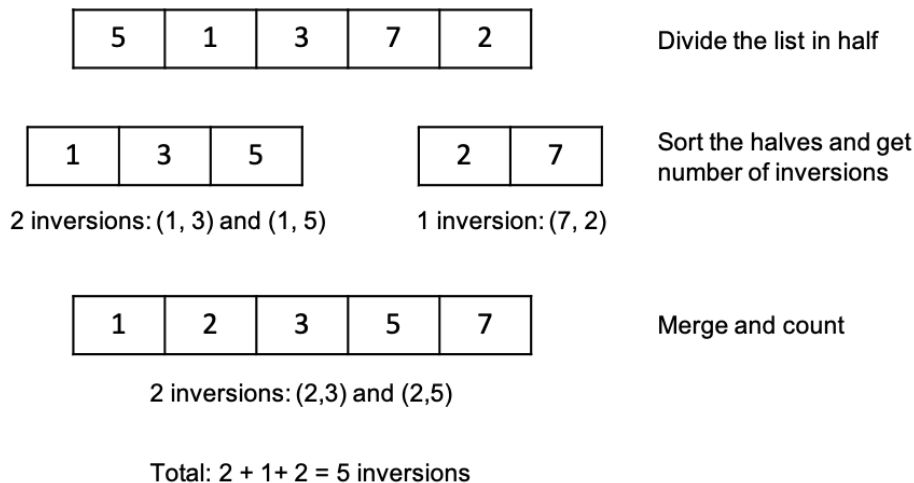 5 1 3 7 2
Divide the list in half
1 3 5
2 7
Sort the halves and get
number of inversions
2 inversions: (1, 3) and (1, 5)
1 inversion: (7, 2)
1 2 3 5 7
Merge and count
2 inversions: (2,3) and (2,5)
Total: 2 + 1+ 2 = 5 inversions